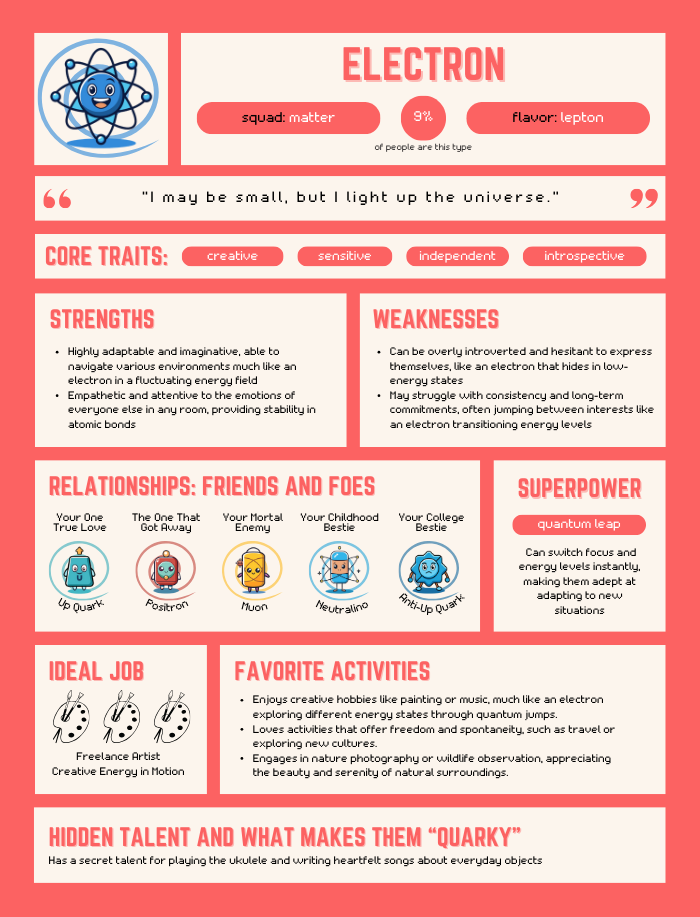 ELECTRON
squad: matter
9%
flavor: lepton
of people are this type
"I may be small, but I light up the universe."
CORE TRAITS:
creative
sensitive
independent
introspective
STRENGTHS
• Highly adaptable and imaginative, able to
navigate various environments much like an
electron in a fluctuating energy field
• Empathetic and attentive to the emotions of
everyone else in any room, providing stability in
atomic bonds
WEAKNESSES
• Can be overly introverted and hesitant to express
themselves, like an electron that hides in low-
energy states
• May struggle with consistency and long-term
commitments, often jumping between interests like
an electron transitioning energy levels
RELATIONSHIPS: FRIENDS AND FOES
Your One
True Love
Up Quark
The One That
Got Away
Positron
Your Mortal
Enemy
Muon
Your Childhood
Bestie
Neutralino
Your College
Bestie
Anti-Up Quark
SUPERPOWER
quantum leap
Can switch focus and
energy levels instantly,
making them adept at
adapting to new
situations
IDEAL JOB
Freelance Artist
Creative Energy in Motion
FAVORITE ACTIVITIES
• Enjoys creative hobbies like painting or music, much like an electron
exploring different energy states through quantum jumps.
• Loves activities that offer freedom and spontaneity, such as travel or
exploring new cultures.
• Engages in nature photography or wildlife observation, appreciating
the beauty and serenity of natural surroundings.
HIDDEN TALENT AND WHAT MAKES THEM “QUARKY”
Has a secret talent for playing the ukulele and writing heartfelt songs about everyday objects